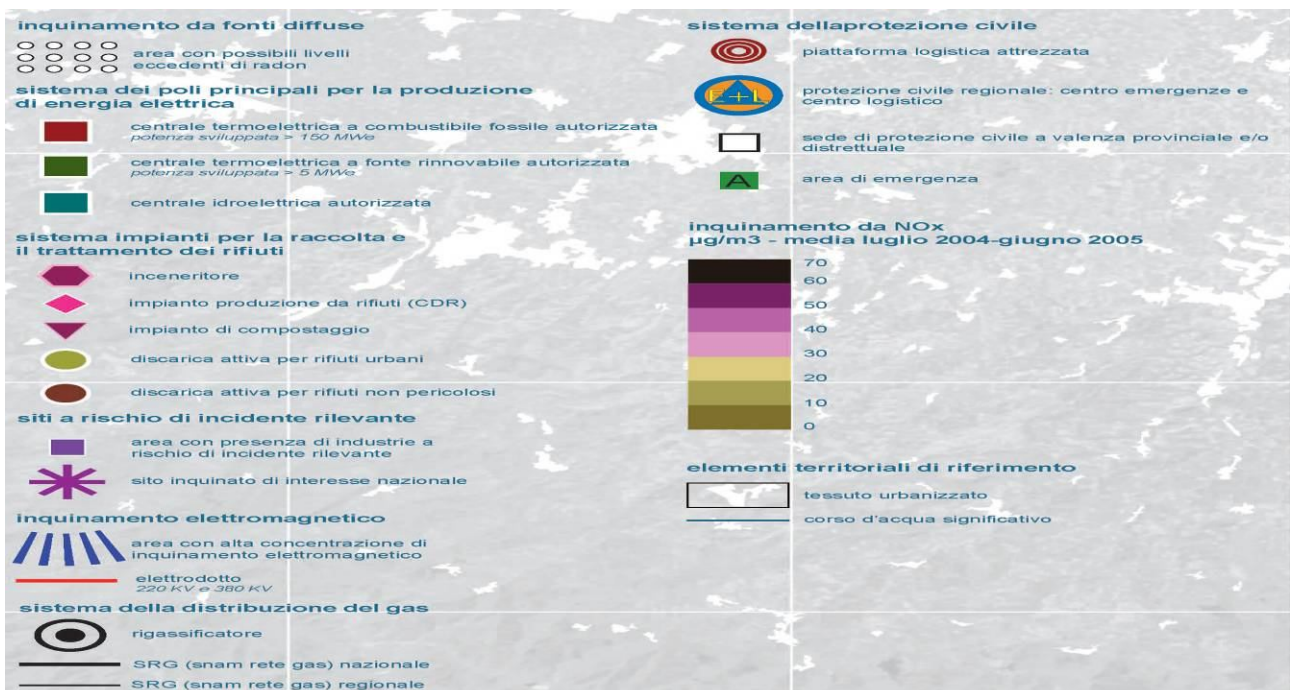 inquinamento da fonti diffuse
area con possibili livelli
eccedenti di radon
sistema dei poli principali per la produzione
di energia elettrica
centrale termoelettrica a combustibile fossile autorizzata
potenza sviluppata > 150 MWe
centrale termoelettrica a fonte rinnovabile autorizzata
potenza sviluppata > 5 MWe
centrale idroelettrica autorizzata
sistema impianti per la raccolta e
il trattamento dei rifiuti
inceneritore
impianto produzione da rifiuti (CDR)
impianto di compostaggio
discarica attiva per rifiuti urbani
discarica attiva per rifiuti non pericolosi
siti a rischio di incidente rilevante
area con presenza di industrie a
rischio di incidente rilevante
sito inquinato di interesse nazionale
inquinamento elettromagnetico
area con alta concentrazione di
inquinamento elettromagnetico
elettrodotto
220 KV e 380 KV
sistema della distribuzione del gas
rigassificatore
SRG (snam rete gas) nazionale
SRG (snam rete gas) regionale
sistema dellaprotezione civile
piattaforma logistica attrezzata
E+L
protezione civile regionale: centro emergenze e
centro logistico
sede di protezione civile a valenza provinciale e/o
distrettuale
A
area di emergenza
inquinamento da NOx
µg/m3 - media luglio 2004-giugno 2005
70
60
50
40
30
20
10
0
elementi territoriali di riferimento
tessuto urbanizzato
corso d'acqua significativo